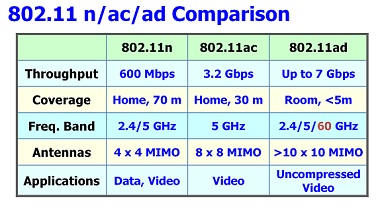 802.11 n/ac/ad Comparison
802.11n 802.11ac 802.11ad
Throughput 600 Mbps 3.2 Gbps Up to 7 Gbps
Coverage Home, 70 m Home, 30 m Room, <5m
Freq. Band 2.4/5 GHz 5 GHz 2.4/5/60 GHz
Antennas 4 x 4 MIMO 8 x 8 MIMO >10 x 10 MIMO
Applications Data, Video Video Uncompressed
Video